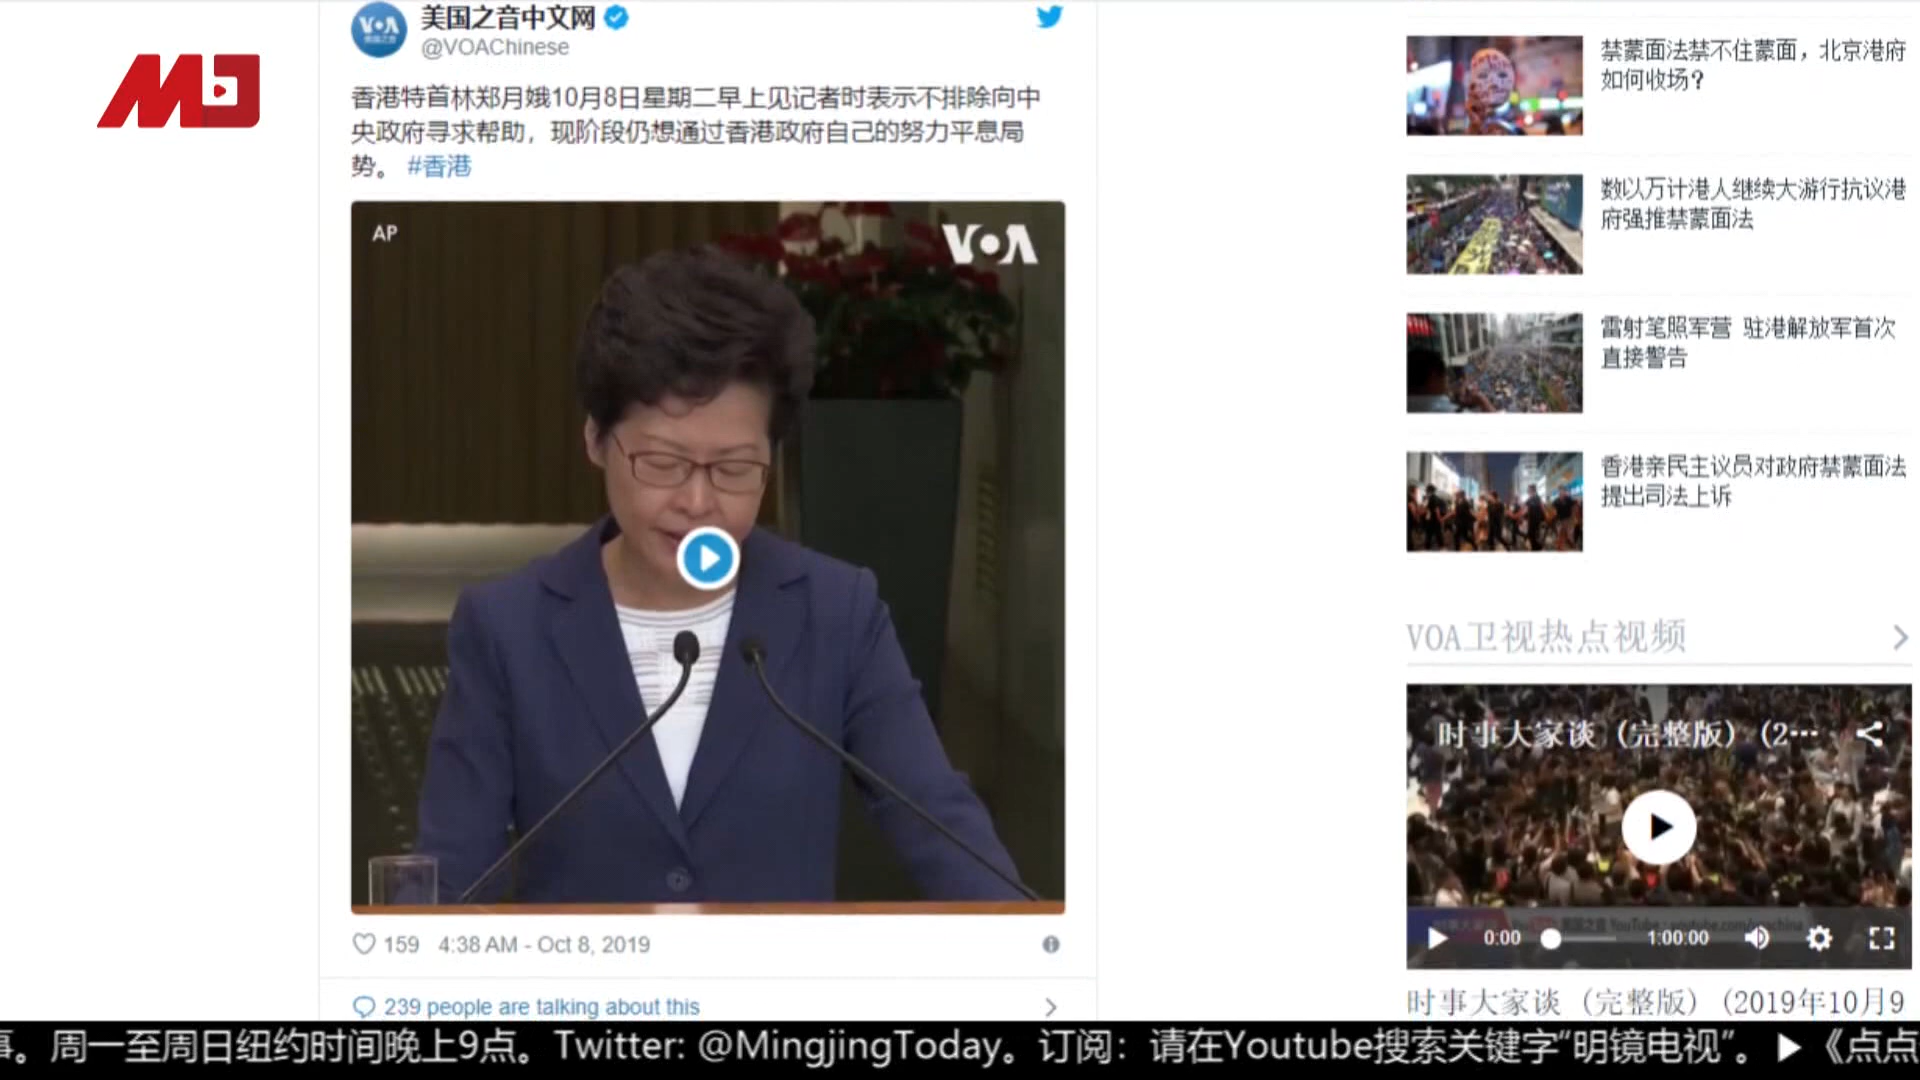 美国之音中文网
@VOAChinese
香港特首林郑月娥10月8日星期二早上见记者时表示不排除向中
央政府寻求帮助，现阶段仍想通过香港政府自己的努力平息局
势。 #香港
AP
VOA
159 4:38 AM - Oct 8, 2019
239 people are talking about this
禁蒙面法禁不住蒙面，北京港府
如何收场？
数以万计港人继续大游行抗议港
府强推禁蒙面法
雷射笔照军营 驻港解放军首次
直接警告
香港亲民主议员对政府禁蒙面法
提出司法上诉
VOA卫视热点视频
时事大家谈（完整版）（2…
0:00 1:00:00
时事大家谈（完整版）（2019年10月9
事。周一至周日纽约时间晚上9点。Twitter: @MingjingToday。订阅：请在Youtube搜索关键字“明镜电视”。▶《点点